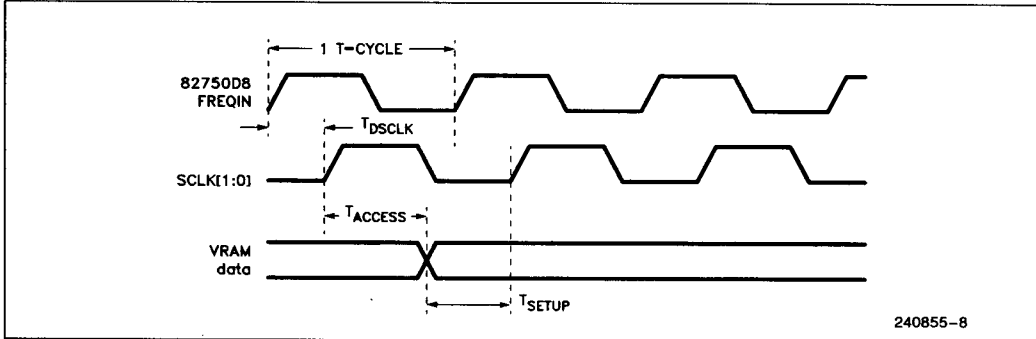 1 T-CYCLE
82750D8
FREQIN
TDSCLK
SCLK[1:0]
TACCESS
VRAM
data
TSETUP
240855-8